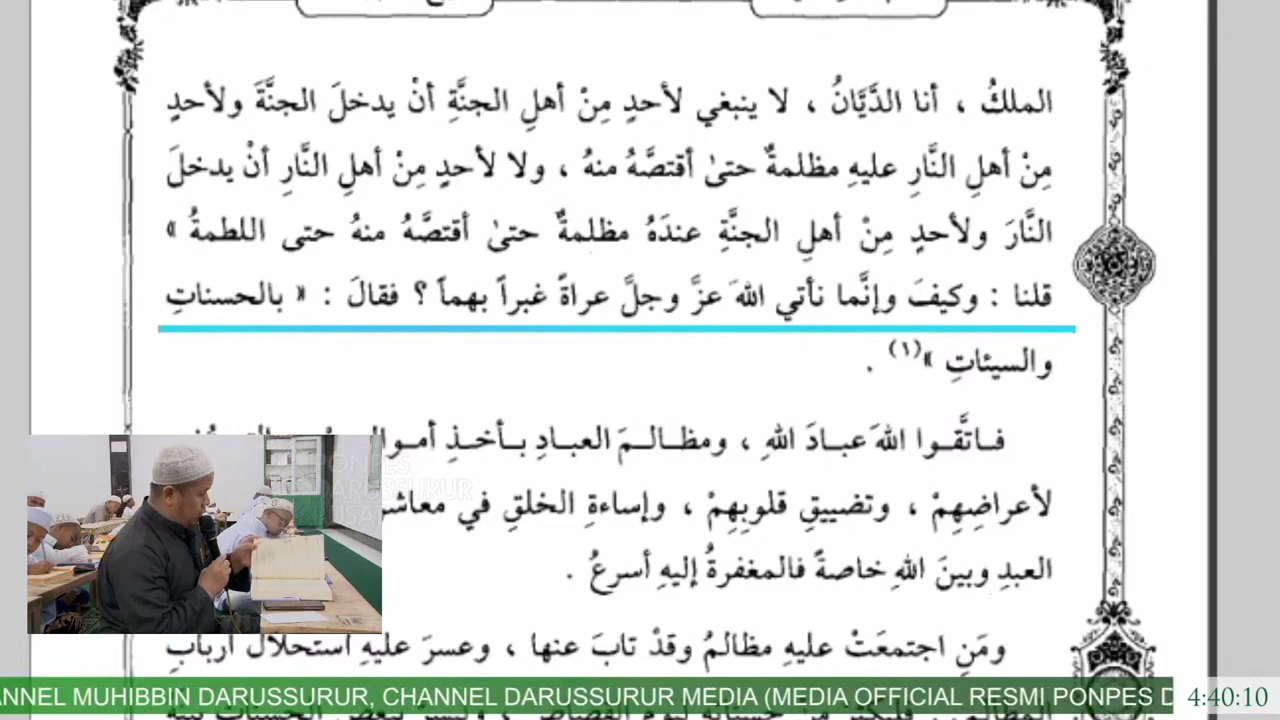 الملكُ ، أنا الدَّيَّانُ ، لا ينبغي لأحدٍ مِنْ أهلِ الجنَّةِ أنْ يدخلَ الجنَّةَ ولأحدٍ
مِنْ أهلِ النَّارِ عليهِ مظلمةٌ حتىٰ أقتصَّهُ منهُ ، ولا لأحدٍ مِنْ أهلِ النَّارِ أنْ يدخلَ
النَّارَ ولأحدٍ مِنْ أهلِ الجنَّةِ عندَهُ مظلمةٌ حتىٰ أقتصَّهُ منهُ حتى اللطمةُ »
قلنا : وكيفَ وإنَّما نأتي اللهَ عزَّ وجلَّ عراةً غبراً بهماً ؟ فقالَ : « بالحسناتِ
والسيئاتِ »(١) .
فاتَّقوا اللهَ عبادَ اللهِ ، ومظالمَ العبادِ بأخذِ
لأعراضِهِمْ ، وتضييقِ قلوبِهِمْ ، وإساءةِ الخلقِ في
العبدِ وبينَ اللهِ خاصةً فالمغفرةُ إليهِ أسرعُ .
ومَنِ اجتمعَتْ عليهِ مظالمُ وقدْ تابَ عنها ، وعسرَ عليهِ استحلالُ أربابِ
PONPES
DARUSSURUR
ANNEL MUHIBBIN DARUSSURUR. CHANNEL DARUSSURUR MEDIA (MEDIA OFFICIAL RESMI PONPES D
4:40:10